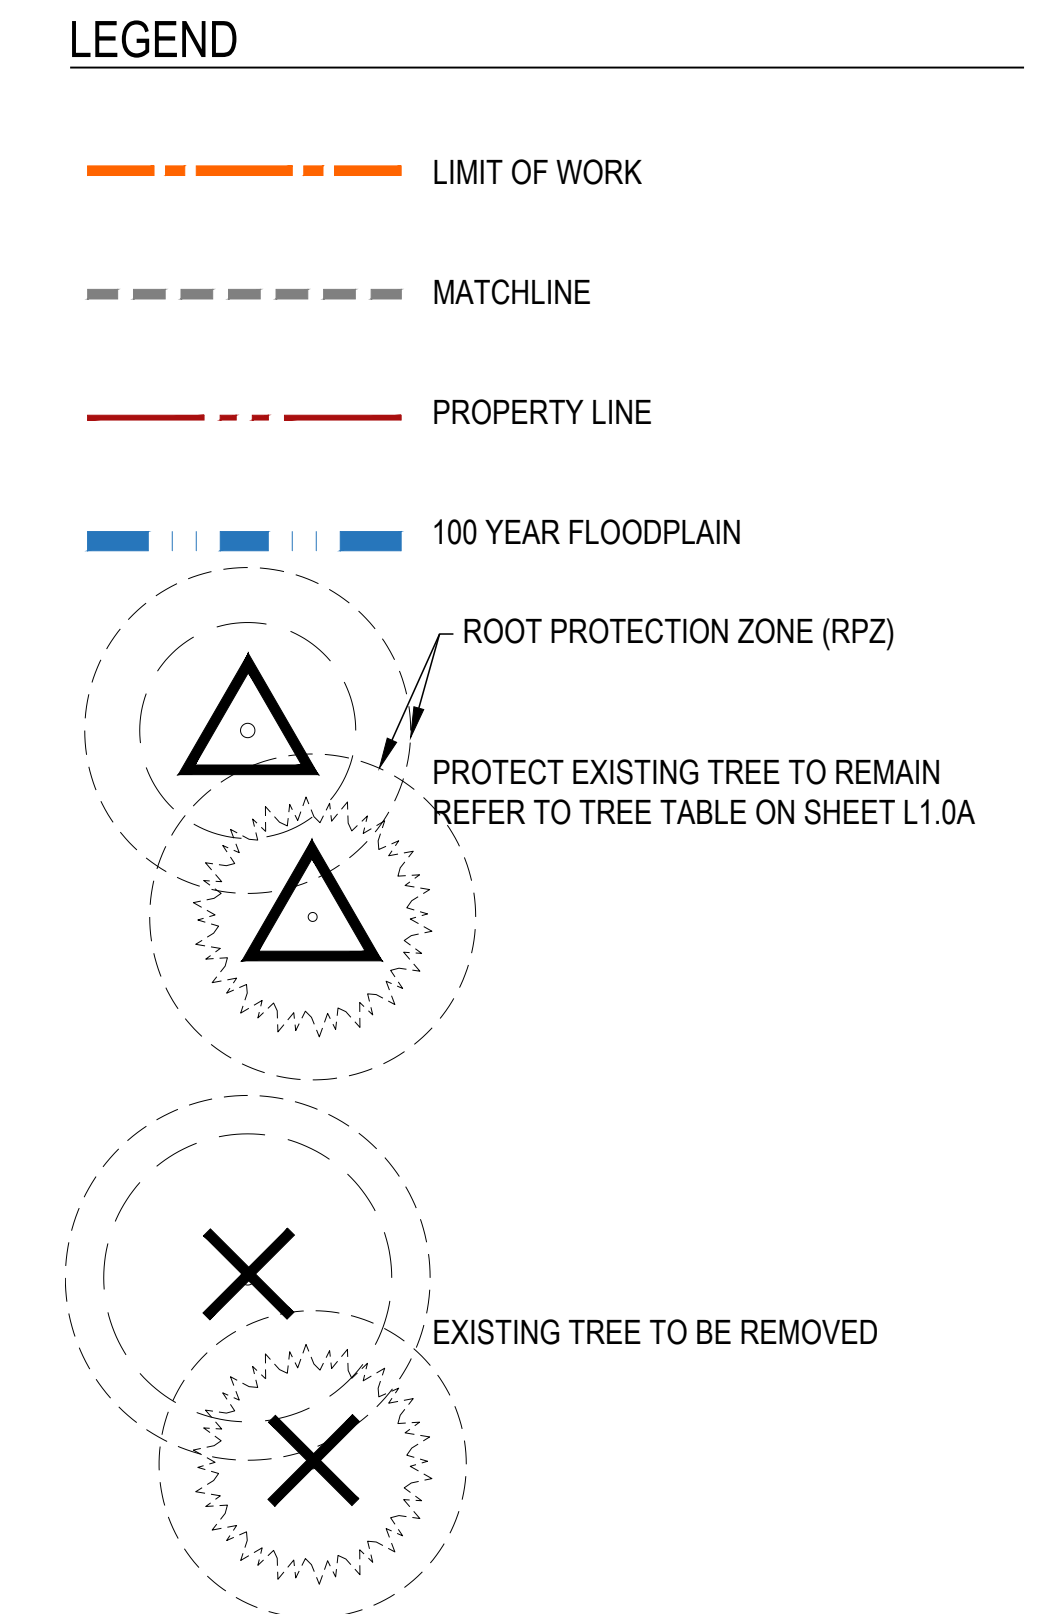 LEGEND
LIMIT OF WORK
MATCHLINE
PROPERTY LINE
100 YEAR FLOODPLAIN
ROOT PROTECTION ZONE (RPZ)
PROTECT EXISTING TREE TO REMAIN
REFER TO TREE TABLE ON SHEET L1.0A
EXISTING TREE TO BE REMOVED